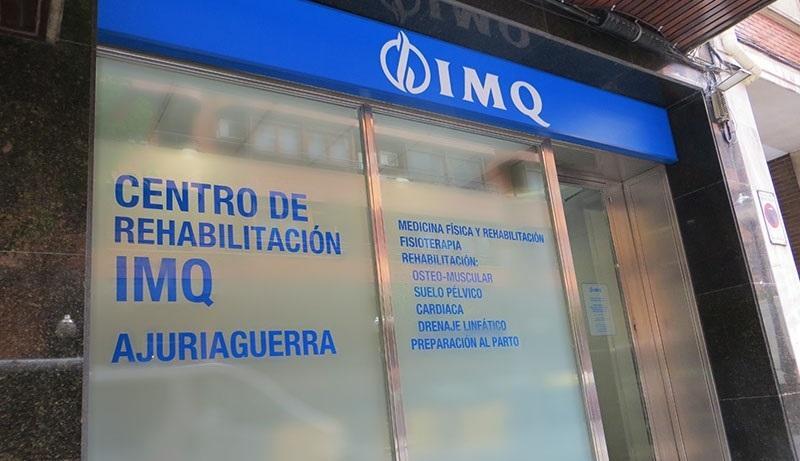 IMQ
CENTRO DE
REHABILITACIÓN
IMQ
AJURIAGUERRA
MEDICINA FÍSICA Y REHABILITACIÓN
FISIOTERAPIA
REHABILITACIÓN:
OSTEO-MUSCULAR
SUELO PÉLVICO
CARDIACA
DRENAJE LINFÁTICO
PREPARACIÓN AL PARTO